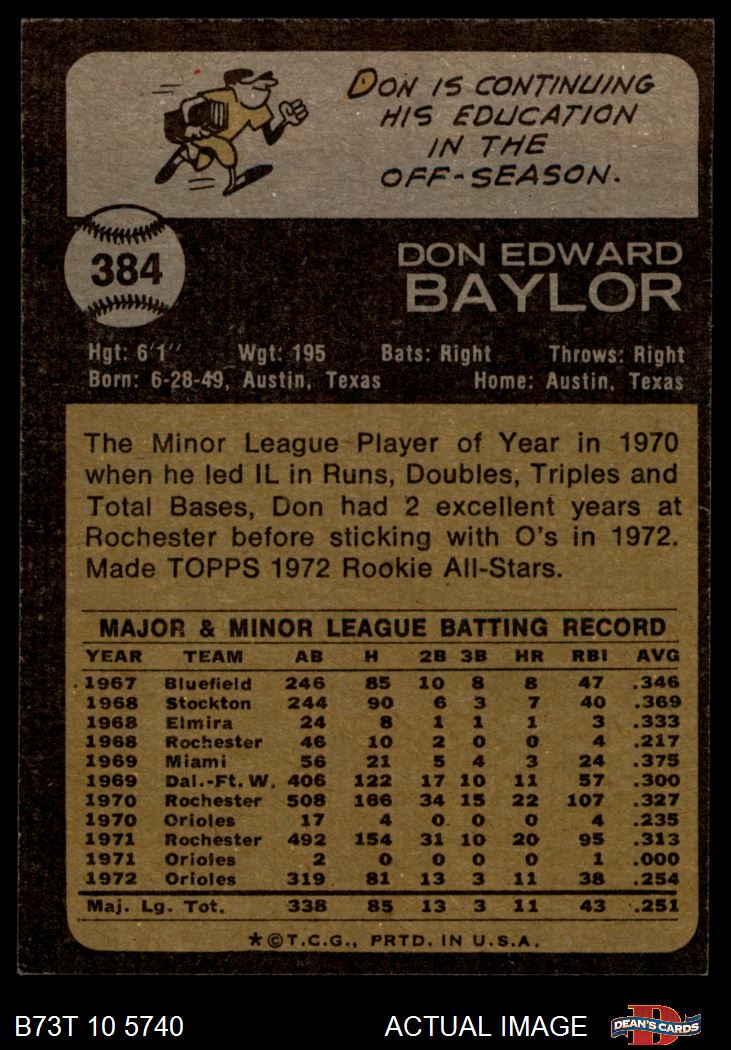 DON IS CONTINUING
HIS EDUCATION
IN THE
OFF-SEASON.
384
DON EDWARD
BAYLOR
Hgt: 6'1" Wgt: 195 Bats: Right Throws: Right
Born: 6-28-49, Austin, Texas Home: Austin, Texas
The Minor League Player of Year in 1970
when he led IL in Runs, Doubles, Triples and
Total Bases, Don had 2 excellent years at
Rochester before sticking with O's in 1972.
Made TOPPS 1972 Rookie All-Stars.
MAJOR & MINOR LEAGUE BATTING RECORD
YEAR TEAM AB H 2B 3B HR RBI AVG
1967 Bluefield 246 85 10 8 8 47 .346
1968 Stockton 244 90 6 3 7 40 .369
1968 Elmira 24 8 1 1 1 3 .333
1968 Rochester 46 10 2 0 0 4 .217
1969 Miami 56 21 5 4 3 24 .375
1969 Dal.-Ft. W. 406 122 17 10 11 57 .300
1970 Rochester 508 166 34 15 22 107 .327
1970 Orioles 17 4 0 0 0 4 .235
1971 Rochester 492 154 31 10 20 95 .313
1971 Orioles 2 0 0 0 0 1 .000
1972 Orioles 319 81 13 3 11 38 .254
Maj. Lg. Tot. 338 85 13 3 11 43 .251
*©T.C.G., PRTD. IN U.S.A.
B73T 10 5740 ACTUAL IMAGE DEAN'S CARDS